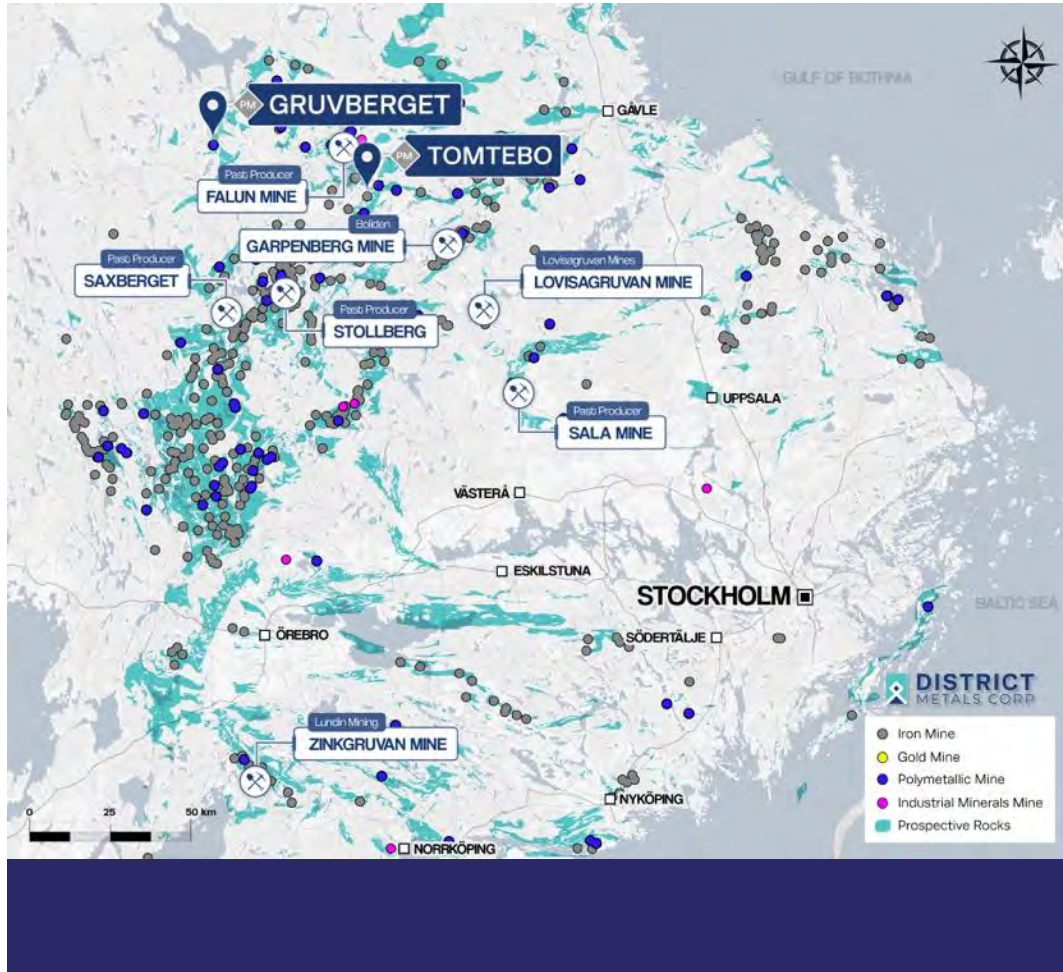 GULF OF BOTHNIA
PM
GRUVBERGET
GÄVLE
PM
TOMTEBO
Past Producer
FALUN MINE
Boliden
GARPENBERG MINE
Past Producer
SAXBERGET
Lovisagruvan Mines
LOVISAGRUVAN MINE
Past Producer
STOLLBERG
UPPSALA
Past Producer
SALA MINE
VÄSTERÅ
ESKILSTUNA
STOCKHOLM
BALTIC SEA
ÖREBRO
SÖDERTÄLJE
DISTRICT
METALS CORP
Lundin Mining
ZINKGRUVAN MINE
Iron Mine
Gold Mine
Polymetallic Mine
Industrial Minerals Mine
Prospective Rocks
NYKÖPING
0 25 50 km
NORRKÖPING